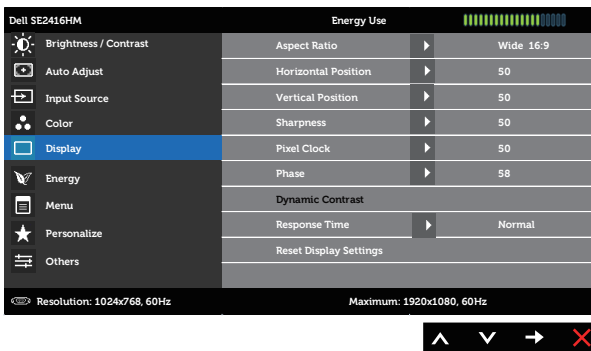 Dell SE2416HM Energy Use
Brightness / Contrast Aspect Ratio Wide 16:9
Auto Adjust Horizontal Position 50
Input Source Vertical Position 50
Color Sharpness 50
Display Pixel Clock 50
Energy Phase 58
Menu Dynamic Contrast
Personalize Response Time Normal
Others Reset Display Settings
Resolution: 1024x768, 60Hz Maximum: 1920x1080, 60Hz